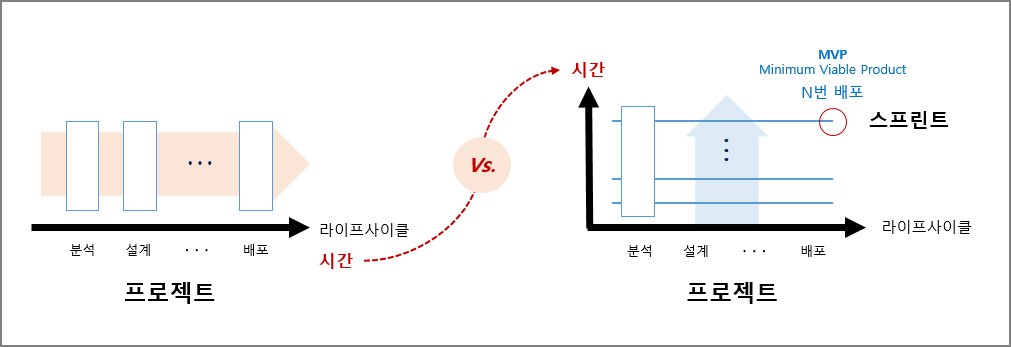 라이프사이클
시간
분석
설계
· · ·
배포
프로젝트
Vs.
시간
MVP
Minimum Viable Product
N번 배포
스프린트
라이프사이클
분석
설계
· · ·
배포
프로젝트